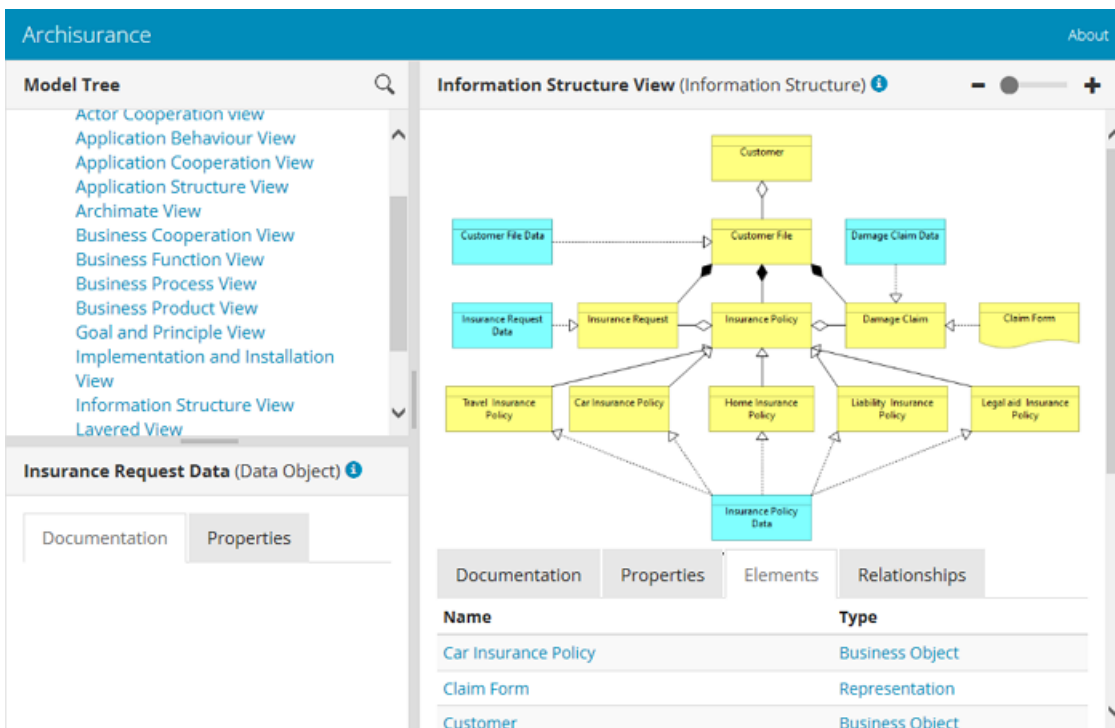 Archisurance
About
Model Tree
Actor Cooperation view
Application Behaviour View
Application Cooperation View
Application Structure View
Archimate View
Business Cooperation View
Business Function View
Business Process View
Business Product View
Goal and Principle View
Implementation and Installation
View
Information Structure View
Layered View
Insurance Request Data (Data Object)
Documentation Properties
Information Structure View (Information Structure)
Customer
Customer File Data
Customer File
Damage Claim Data
Insurance Request
Data
Insurance Request
Insurance Policy
Damage Claim
Claim Form
Travel Insurance
Policy
Car Insurance Policy
Home Insurance
Policy
Liability Insurance
Policy
Legal aid Insurance
Policy
Insurance Policy
Data
Documentation Properties Elements Relationships
Name Type
Car Insurance Policy Business Object
Claim Form Representation
Customer Business Object